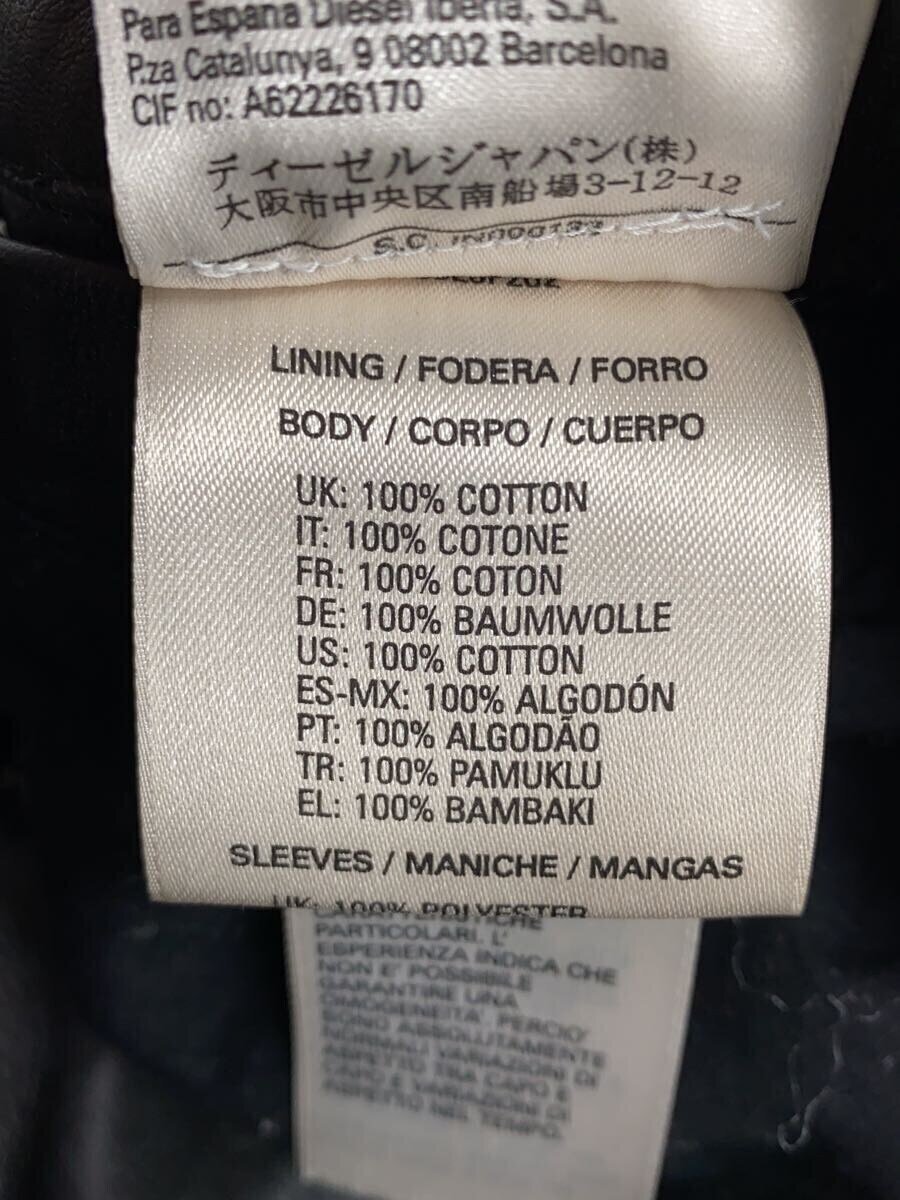 Para Espana Diesel Iberia, S.A.
P.za Catalunya, 9 08002 Barcelona
CIF no: A62226170
ディーゼルジャパン(株)
大阪市中央区南船場3-12-12
S.C.
LINING / FODERA / FORRO
BODY / CORPO / CUERPO
UK: 100% COTTON
IT: 100% COTONE
FR: 100% COTON
DE: 100% BAUMWOLLE
US: 100% COTTON
ES-MX: 100% ALGODÓN
PT: 100% ALGODÃO
TR: 100% PAMUKLU
EL: 100% BAMBAKI
SLEEVES / MANICHE / MANGAS
UK: 100% POLYESTER
PARTICOLARI. L'
ESPERIENZA INDICA CHE
NON E' POSSIBILE
GARANTIRE UNA
OMOGENEITA', PERCIO'
SONO ASSOLUTAMENTE
NORMALI VARIAZIONI DI
ASPETTO TRA CAPO E
CAPO E VARIAZIONI DI
ASPETTO NEL TEMPO.